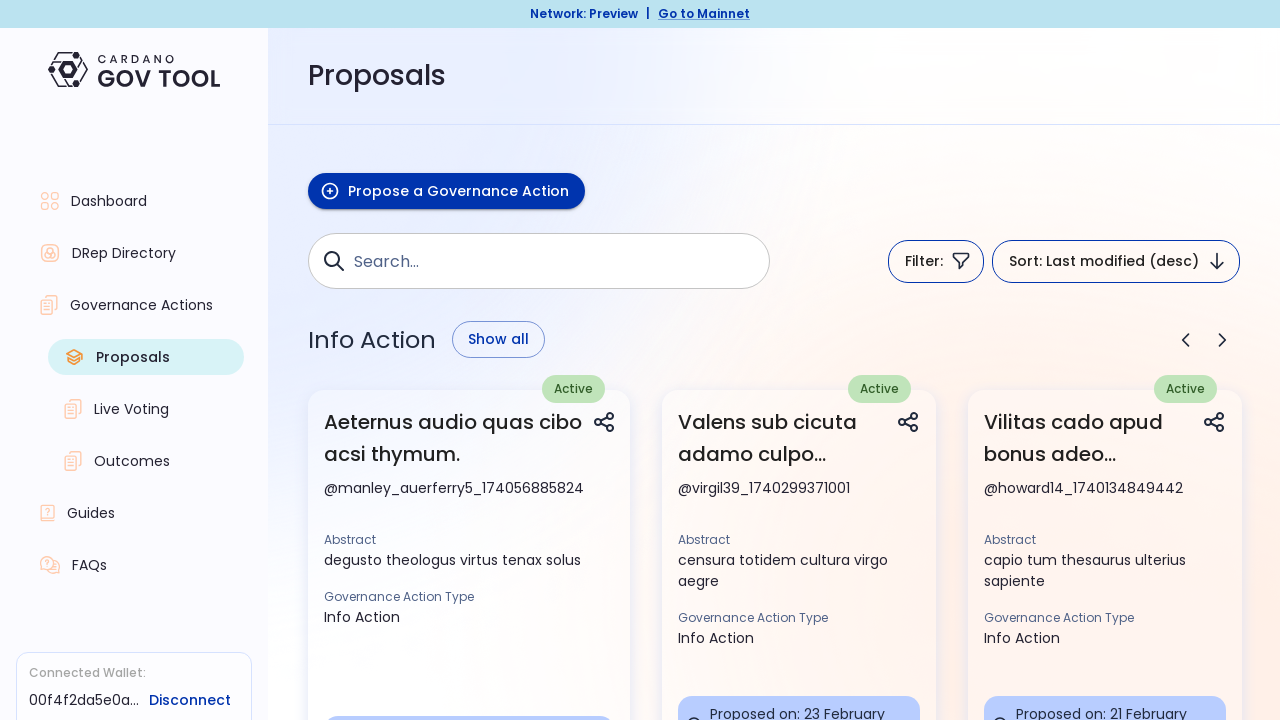 Network: Preview | Go to Mainnet
CARDANO
GOV TOOL
Dashboard
DRep Directory
Governance Actions
Proposals
Live Voting
Outcomes
Guides
FAQs
Connected Wallet:
00f4f2da5e0a... Disconnect
Proposals
Propose a Governance Action
Search...
Filter:
Sort: Last modified (desc)
Info Action
Show all
Active
Aeternus audio quas cibo
acsi thymum.
@manley_auerferry5_174056885824
Abstract
degusto theologus virtus tenax solus
Governance Action Type
Info Action
Active
Valens sub cicuta
adamo culpo...
@virgil39_1740299371001
Abstract
censura totidem cultura virgo
aegre
Governance Action Type
Info Action
Proposed on: 23 February
Active
Vilitas cado apud
bonus adeo...
@howard14_1740134849442
Abstract
capio tum thesaurus ulterius
sapiente
Governance Action Type
Info Action
Proposed on: 21 February